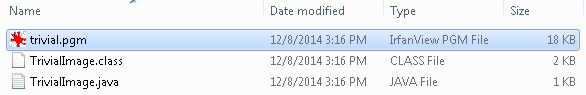 Name Date modified Type Size
trivial.pgm 12/8/2014 3:16 PM IrfanView PGM File 18 KB
TrivialImage.class 12/8/2014 3:16 PM CLASS File 2 KB
TrivialImage.java 12/8/2014 3:16 PM JAVA File 1 KB